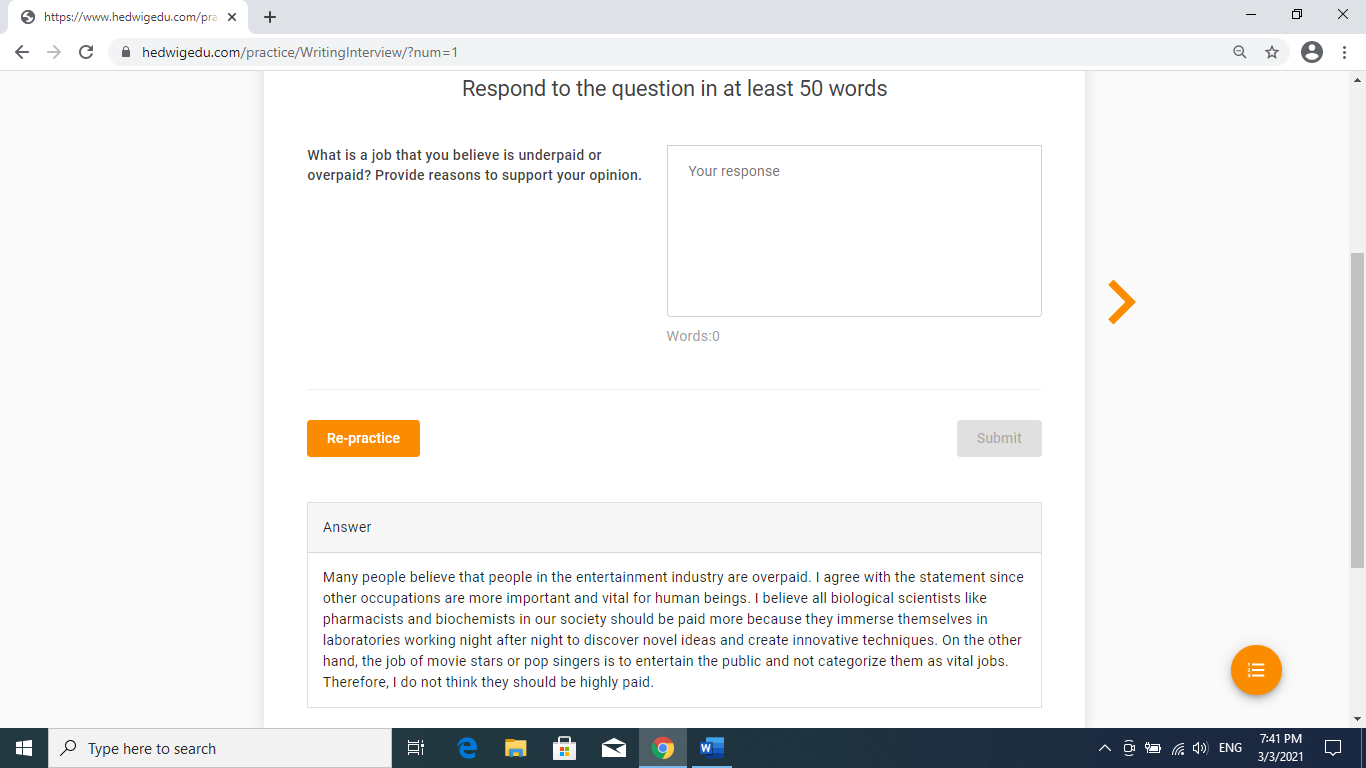 https://www.hedwigedu.com/pra
hedwigedu.com/practice/WritingInterview/?num=1
Respond to the question in at least 50 words
What is a job that you believe is underpaid or
overpaid? Provide reasons to support your opinion.
Your response
Words:0
Re-practice
Submit
Answer
Many people believe that people in the entertainment industry are overpaid. I agree with the statement since
other occupations are more important and vital for human beings. I believe all biological scientists like
pharmacists and biochemists in our society should be paid more because they immerse themselves in
laboratories working night after night to discover novel ideas and create innovative techniques. On the other
hand, the job of movie stars or pop singers is to entertain the public and not categorize them as vital jobs.
Therefore, I do not think they should be highly paid.
Type here to search
ENG
7:41 PM
3/3/2021